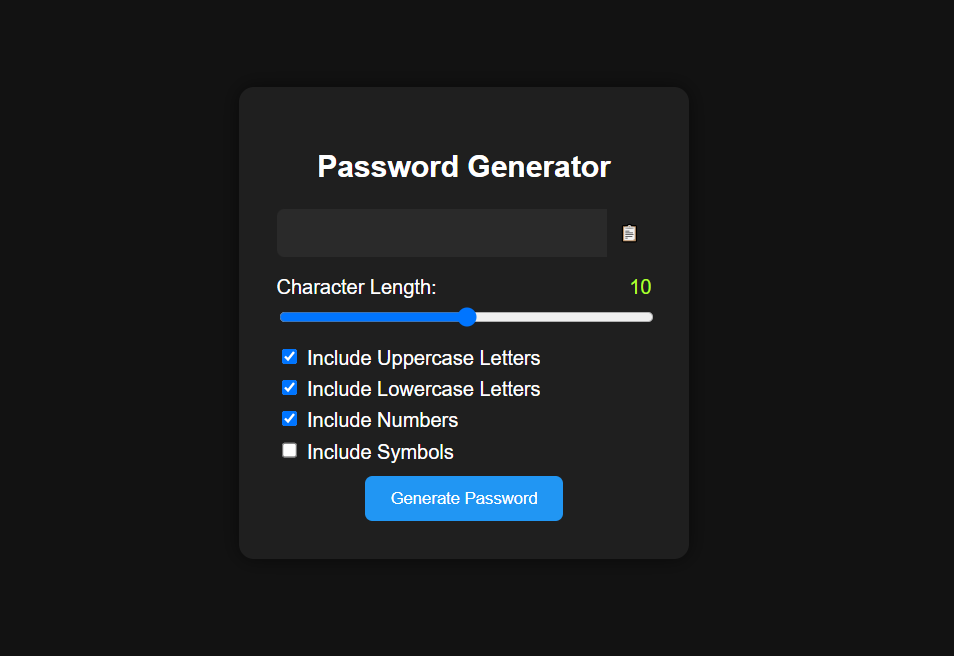 Password Generator
Character Length: 10
Include Uppercase Letters
Include Lowercase Letters
Include Numbers
Include Symbols
Generate Password